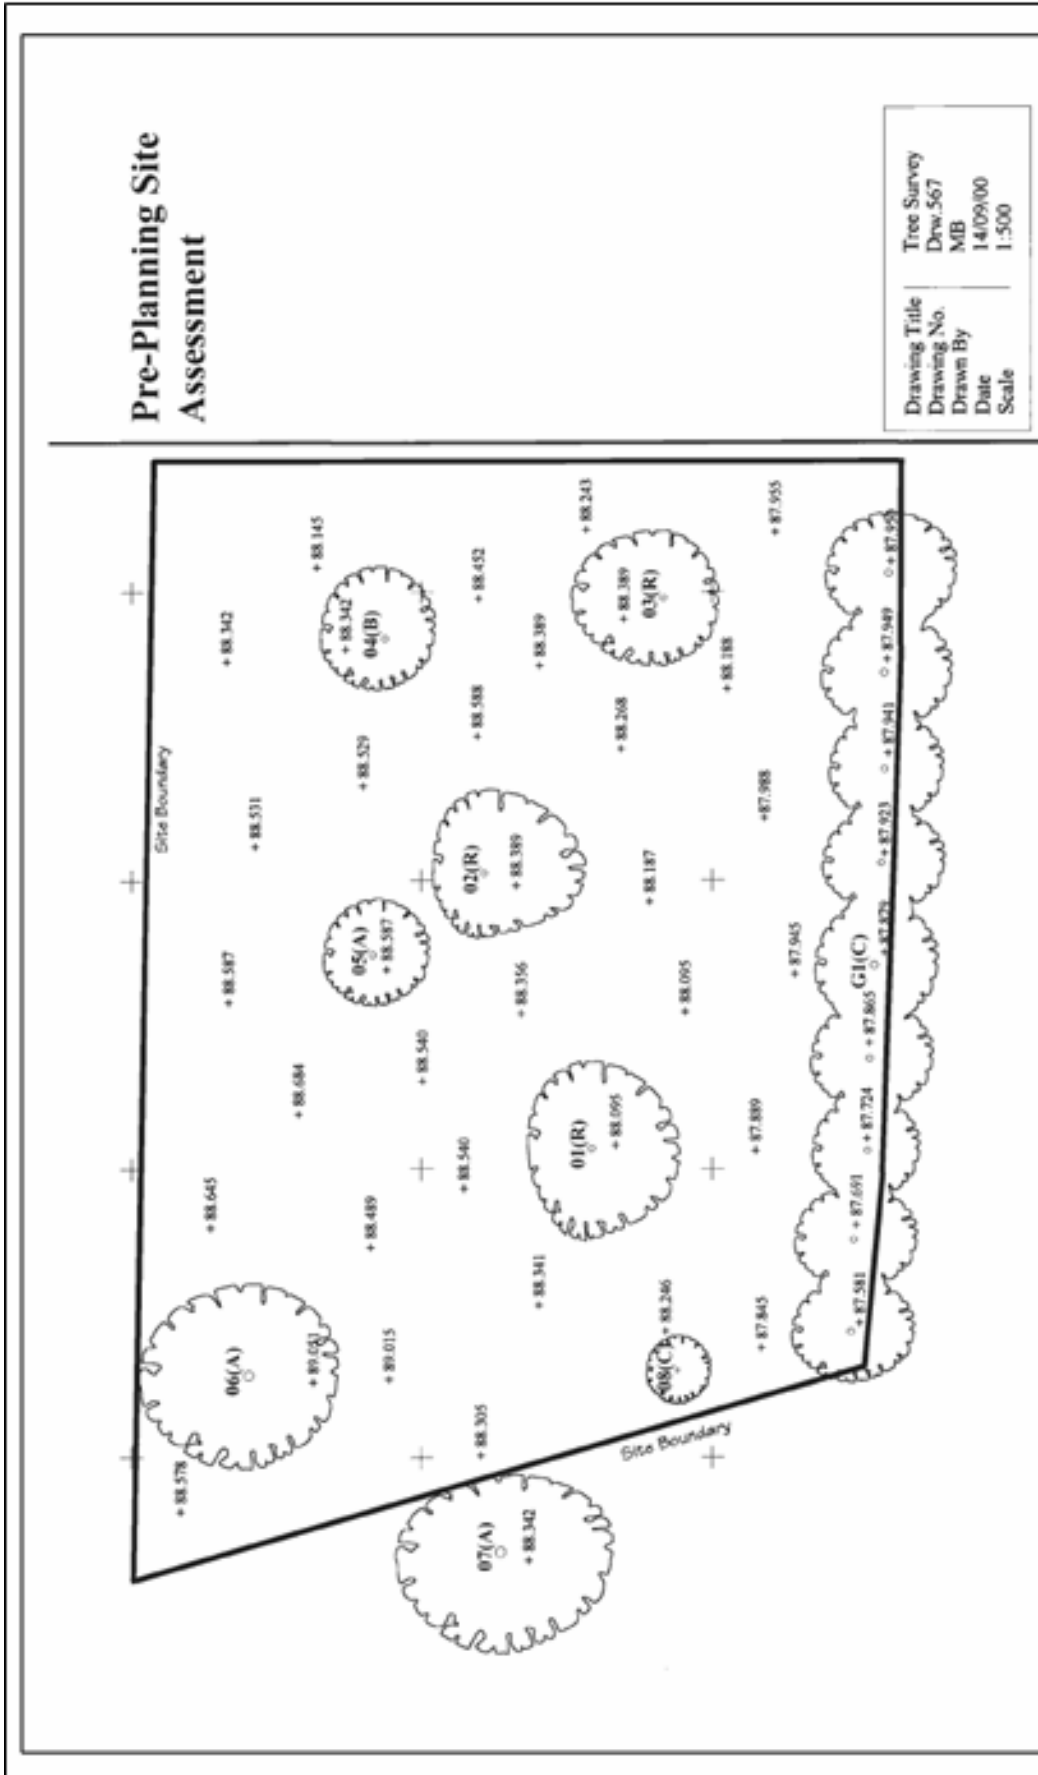 Pre-Planning Site
Assessment
Site Boundary
+ 88.578
06(A)
+ 89.051
+ 88.645
+ 88.684
+ 88.587
+ 88.531
+ 88.342
+ 88.145
+ 89.015
+ 88.489
+ 88.540
05(A)
+ 88.587
+ 88.529
04(B)
+ 88.342
07(A)
+ 88.342
+ 88.305
+ 88.540
+ 88.356
02(R)
+ 88.389
+ 88.588
+ 88.389
+ 88.452
+ 88.341
01(R)
+ 88.095
+ 88.268
03(R)
+ 88.389
+ 88.243
Site Boundary
08(C)
+ 88.246
+ 88.095
+ 88.187
+ 88.188
+ 87.845
+ 87.889
+ 87.945
+87.988
+ 87.955
G1(C)
+ 87.581
+ 87.691
+ 87.724
+ 87.865
+ 87.879
+ 87.923
+ 87.941
+ 87.949
Drawing Title Tree Survey
Drawing No. Drw.567
Drawn By MB
Date 14/09/00
Scale 1:500